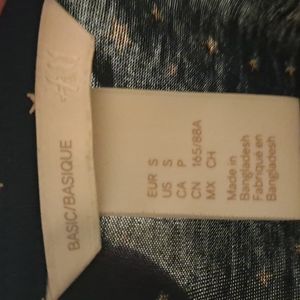 H&M
BASIC/BASIQUE
EUR S
US S
CA P
CN 165/88A
MX CH
Made in
Bangladesh
Fabriqué en
Bangladesh